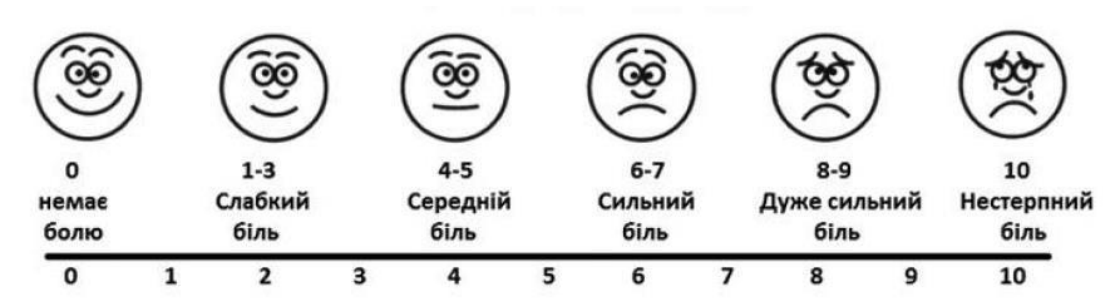 0 1-3 4-5 6-7 8-9 10
немає Слабкий Середній Сильний Дуже сильний Нестерпний
болю біль біль біль біль біль
0 1 2 3 4 5 6 7 8 9 10